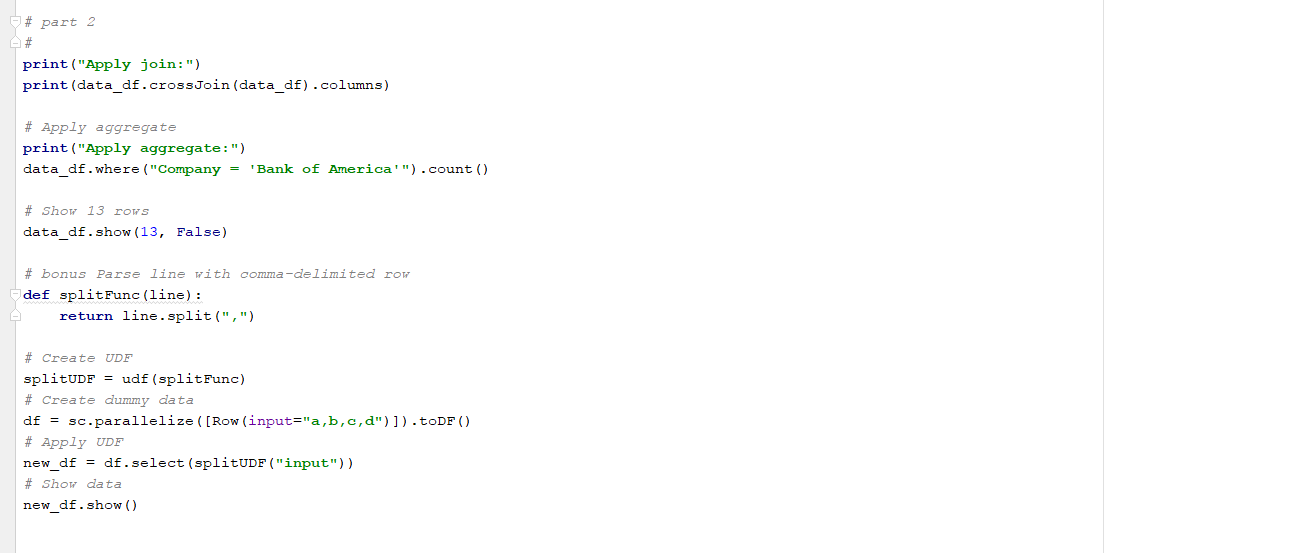 # part 2
#
print("Apply join:")
print(data_df.crossJoin(data_df).columns)

# Apply aggregate
print("Apply aggregate:")
data_df.where("Company = 'Bank of America'").count()

# Show 13 rows
data_df.show(13, False)

# bonus Parse line with comma-delimited row
def splitFunc(line):
    return line.split(",")

# Create UDF
splitUDF = udf(splitFunc)
# Create dummy data
df = sc.parallelize([Row(input="a,b,c,d")]).toDF()
# Apply UDF
new_df = df.select(splitUDF("input"))
# Show data
new_df.show()